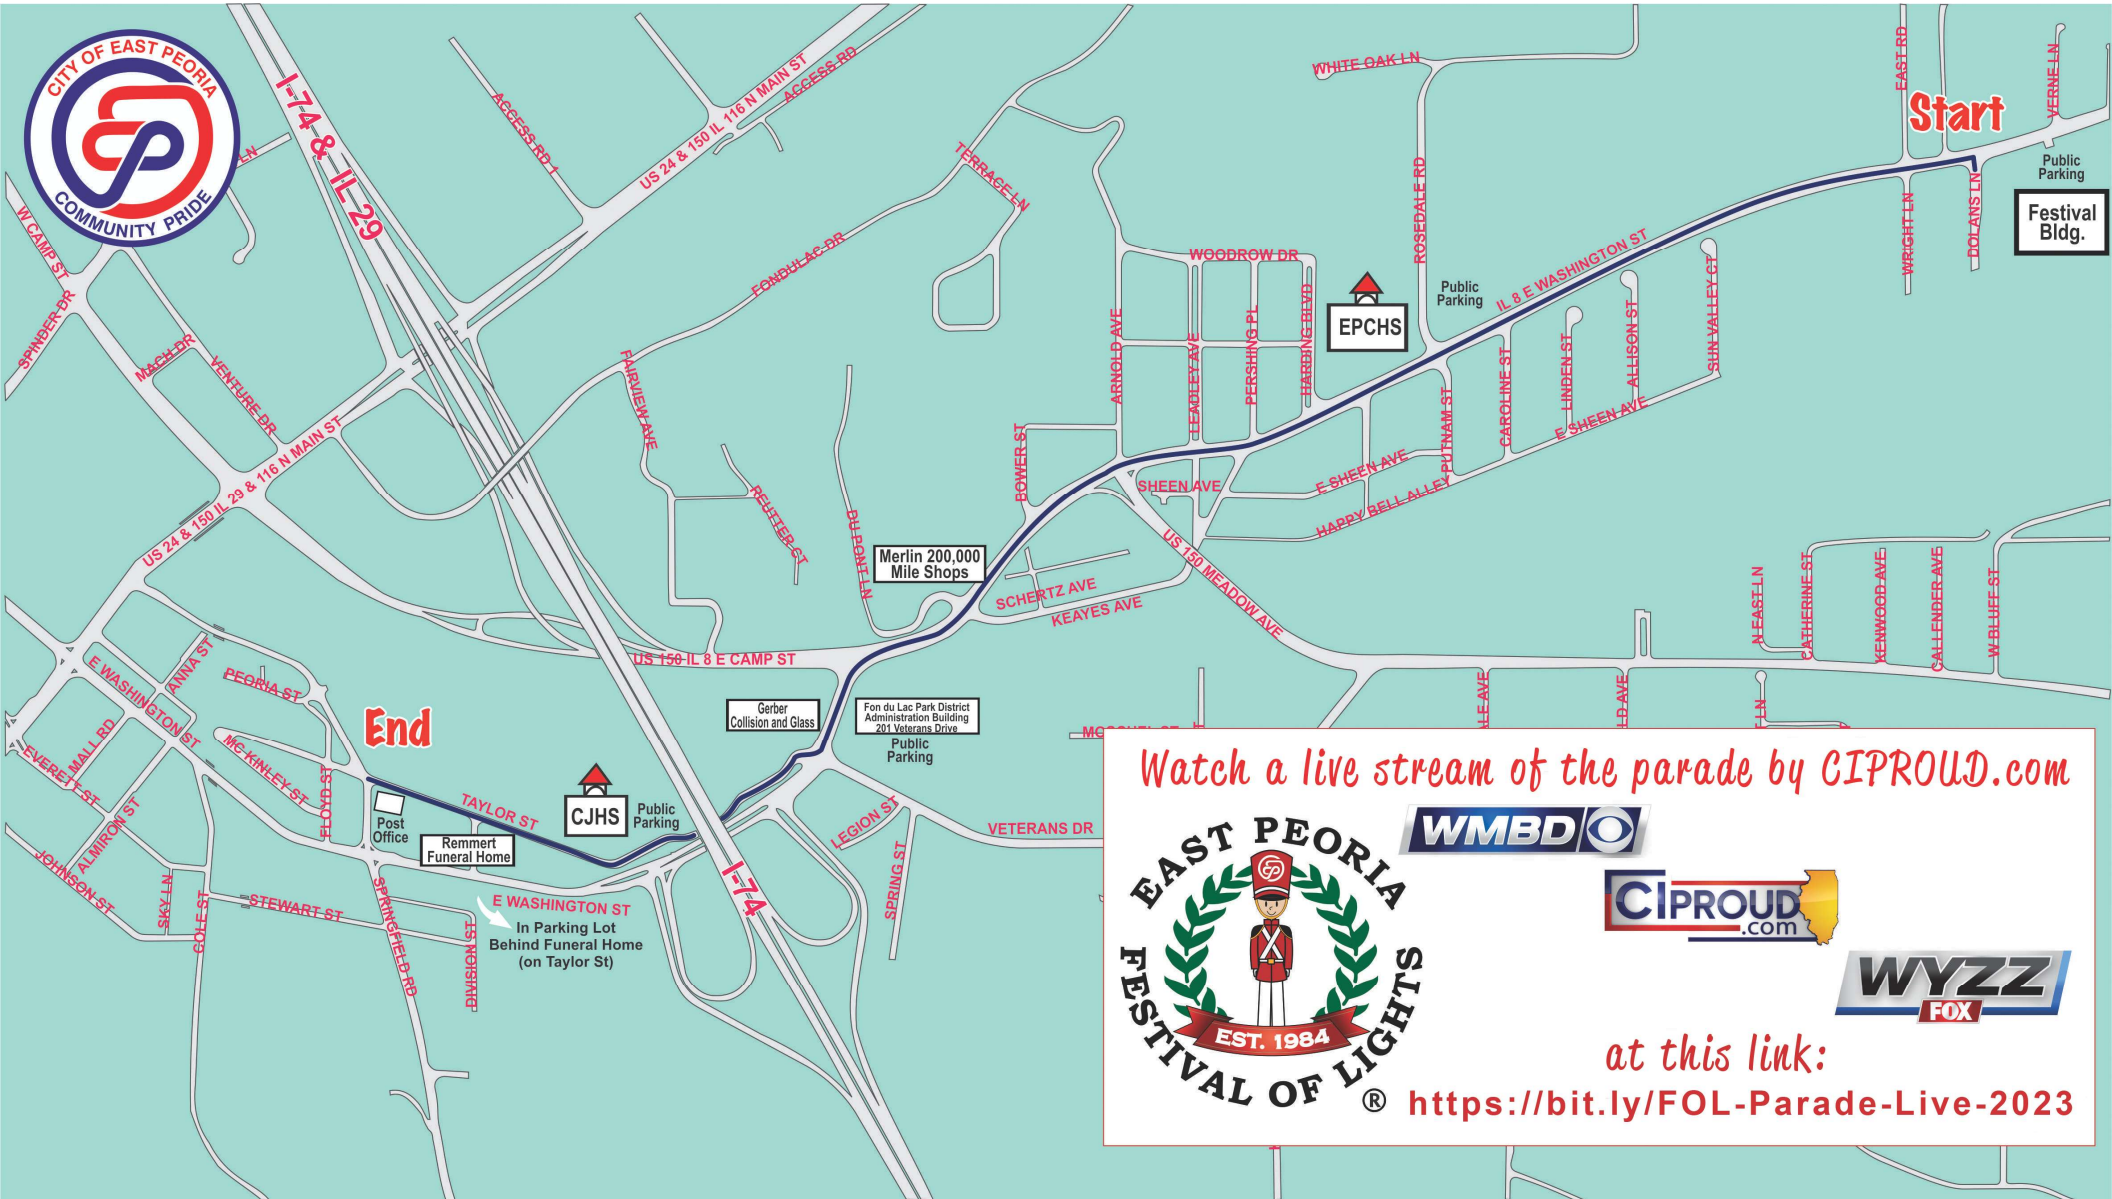 CITY OF EAST PEORIA
COMMUNITY PRIDE
EP
I-74 & IL 29
LN
ACCESS RD 1
US 24 & 150 IL 116 N MAIN ST
ACCESS RD
TERRACE LN
FONDULAC DR
WHITE OAK LN
ROSEDALE RD
EAST RD
VERNE LN
Start
Public
Parking
Festival
Bldg.
WRIGHT LN
DOLANS LN
W CAMP ST
SPINDER DR
MACH DR
VENTURE DR
US 24 & 150 IL 29 & 116 N MAIN ST
FAIRVIEW AVE
REUTTER CT
DU PONT LN
WOODROW DR
ARNOLD AVE
LEADLEY AVE
PERSHING PL
HARDING BLVD
EPCHS
Public
Parking
IL 8 E WASHINGTON ST
SUN VALLEY CT
ALLISON ST
LINDEN ST
CAROLINE ST
PUTNAM ST
E SHEEN AVE
E SHEEN AVE
HAPPY BELL ALLEY
SHEEN AVE
BOWER ST
US 150 MEADOW AVE
Merlin 200,000
Mile Shops
SCHERTZ AVE
KEAYES AVE
N EAST LN
CATHERINE ST
KENWOOD AVE
CALLENDER AVE
W BLUFF ST
US 150 IL 8 E CAMP ST
E WASHINGTON ST
ANNA ST
PEORIA ST
MALL RD
EVERETT ST
MC KINLEY ST
FLOYD ST
ALMIRON ST
JOHNSON ST
SKY LN
COLE ST
STEWART ST
SPRINGFIELD RD
DIVISION ST
End
Post
Office
TAYLOR ST
Remmert
Funeral Home
CJHS
Public
Parking
E WASHINGTON ST
In Parking Lot
Behind Funeral Home
(on Taylor St)
Gerber
Collision and Glass
Fon du Lac Park District
Administration Building
201 Veterans Drive
Public
Parking
I-74
LEGION ST
SPRING ST
VETERANS DR
ALE AVE
LD AVE
T LN
Watch a live stream of the parade by CIPROUD.com
EAST PEORIA
FESTIVAL OF LIGHTS
EST. 1984
®
WMBD
CIPROUD
.com
WYZZ
FOX
at this link:
https://bit.ly/FOL-Parade-Live-2023